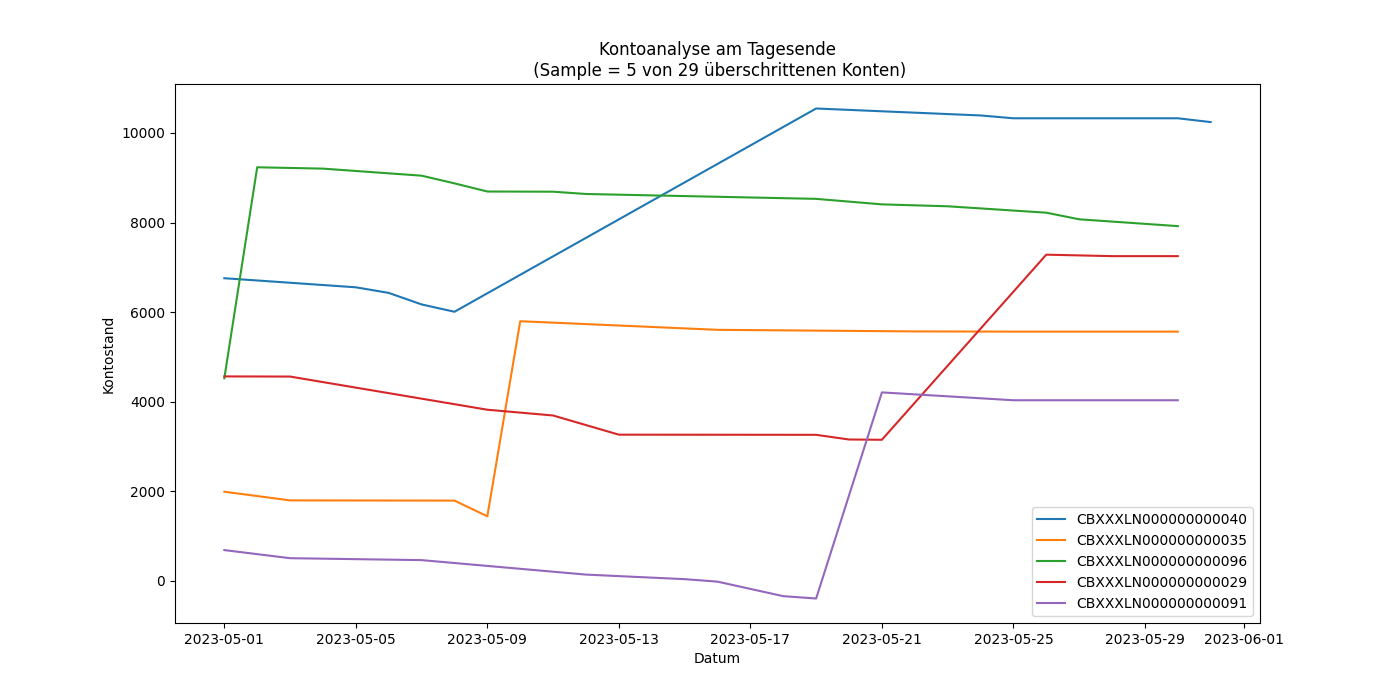 Kontoanalyse am Tagesende
(Sample = 5 von 29 überschrittenen Konten)
Kontostand
10000
8000
6000
4000
2000
0
CBXXXLN000000000040
CBXXXLN000000000035
CBXXXLN000000000096
CBXXXLN000000000029
CBXXXLN000000000091
2023-05-01 2023-05-05 2023-05-09 2023-05-13 2023-05-17 2023-05-21 2023-05-25 2023-05-29 2023-06-01
Datum